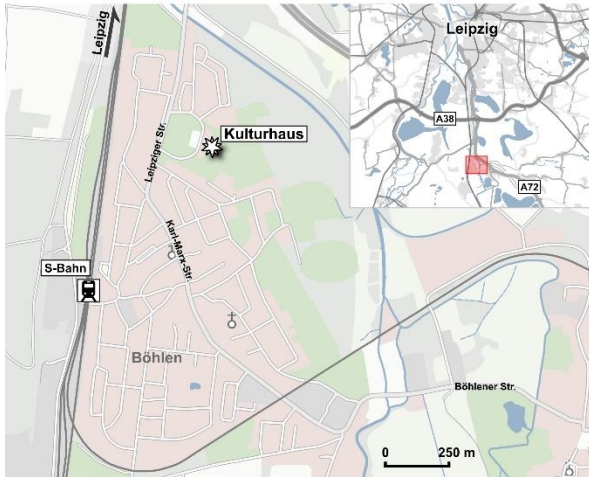 Leipzig
Leipzig
Leipziger Str.
Kulturhaus
A38
A72
Karl-Marx-Str.
S-Bahn
Böhlen
Böhlener Str.
0 250 m